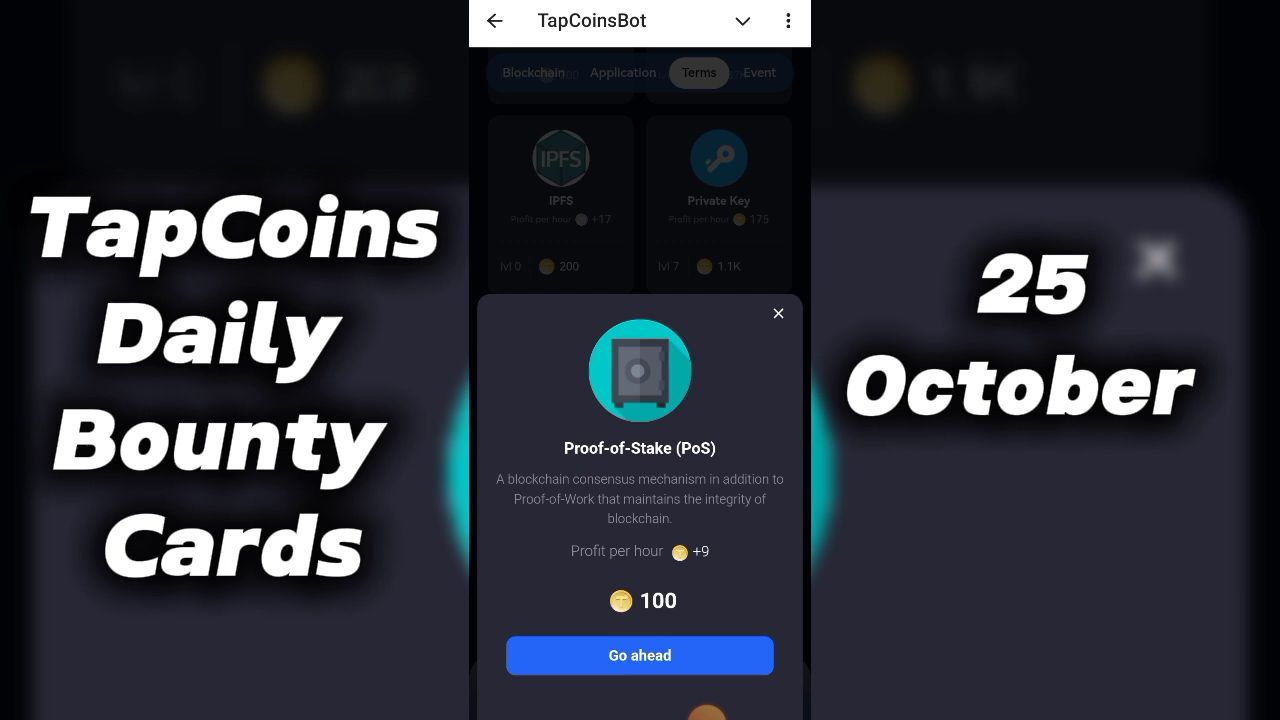 TapCoinsBot
Blockchain Application Terms Event
IPFS
IPFS Private Key
Profit per hour +17 Profit per hour 175
lvl 0 200 lvl 7 1.1K
TapCoins
Daily
Bounty
Cards
25
October
Proof-of-Stake (PoS)
A blockchain consensus mechanism in addition to
Proof-of-Work that maintains the integrity of
blockchain.
Profit per hour +9
100
Go ahead